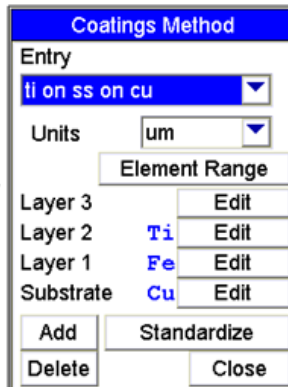 Coatings Method
Entry
ti on ss on cu
Units um
Element Range
Layer 3 Edit
Layer 2 Ti Edit
Layer 1 Fe Edit
Substrate Cu Edit
Add Standardize
Delete Close